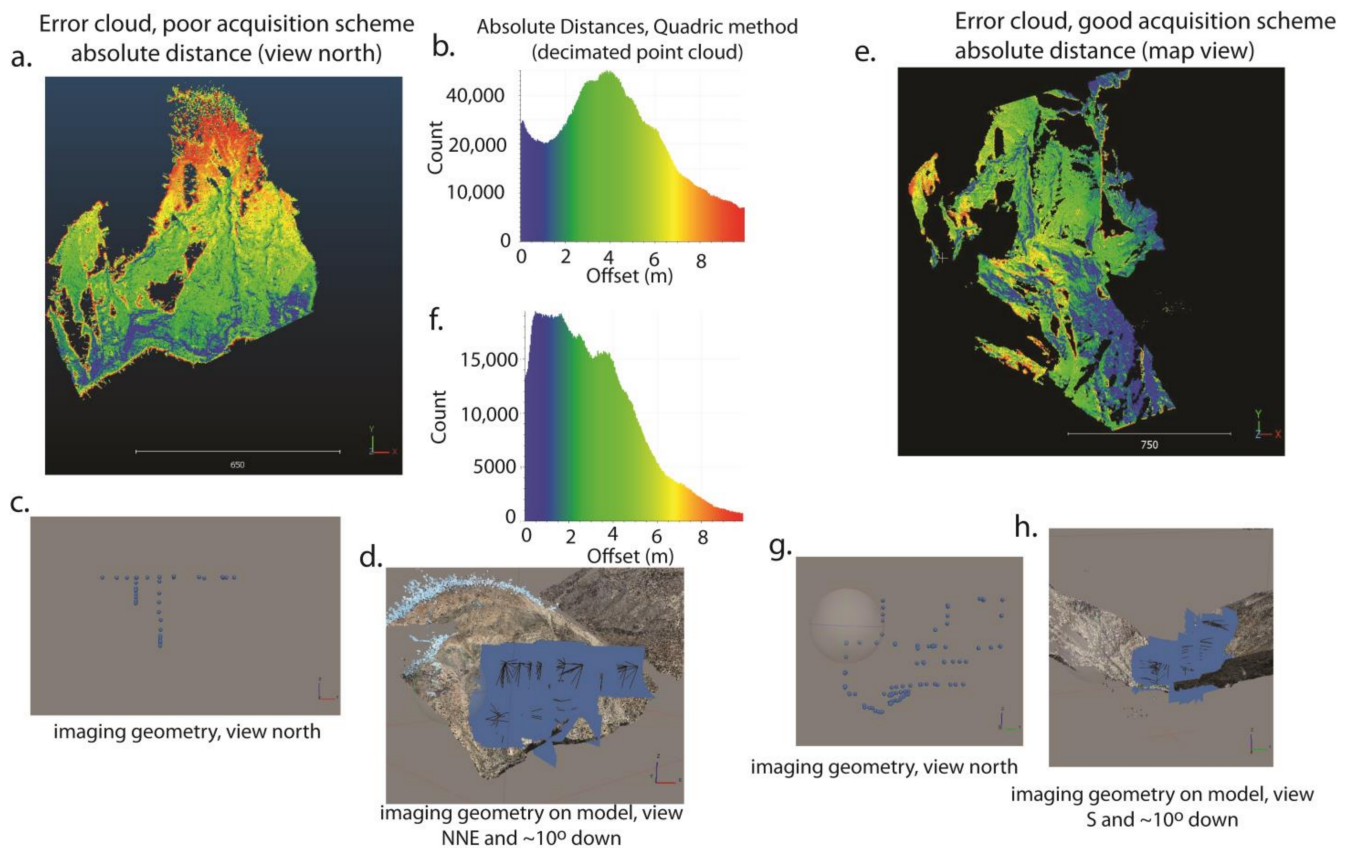 Error cloud, poor acquisition scheme
absolute distance (view north)
a.
650
Y
X
b.
Absolute Distances, Quadric method
(decimated point cloud)
Count
40,000
20,000
10,000
0
0 2 4 6 8
Offset (m)
Error cloud, good acquisition scheme
absolute distance (map view)
e.
750
Y
Z X
f.
Count
15,000
10,000
5000
0
0 2 4 6 8
Offset (m)
c.
imaging geometry, view north
d.
imaging geometry on model, view
NNE and ~10º down
g.
imaging geometry, view north
h.
imaging geometry on model, view
S and ~10º down